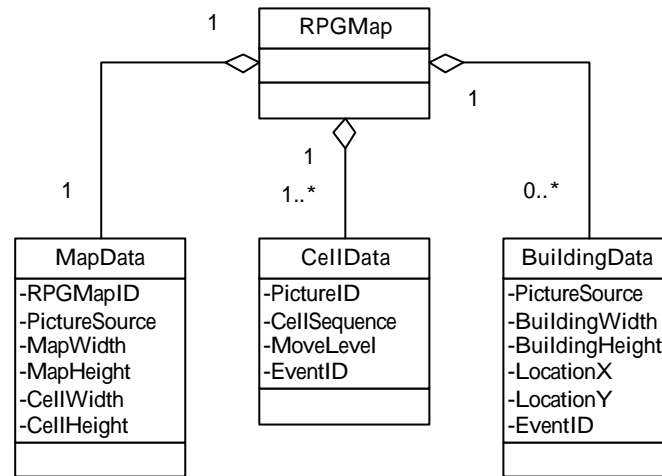 1
RPGMap
1
1
1
1..*
0..*
MapData
-RPGMapID
-PictureSource
-MapWidth
-MapHeight
-CellWidth
-CellHeight
CellData
-PictureID
-CellSequence
-MoveLevel
-EventID
BuildingData
-PictureSource
-BuildingWidth
-BuildingHeight
-LocationX
-LocationY
-EventID